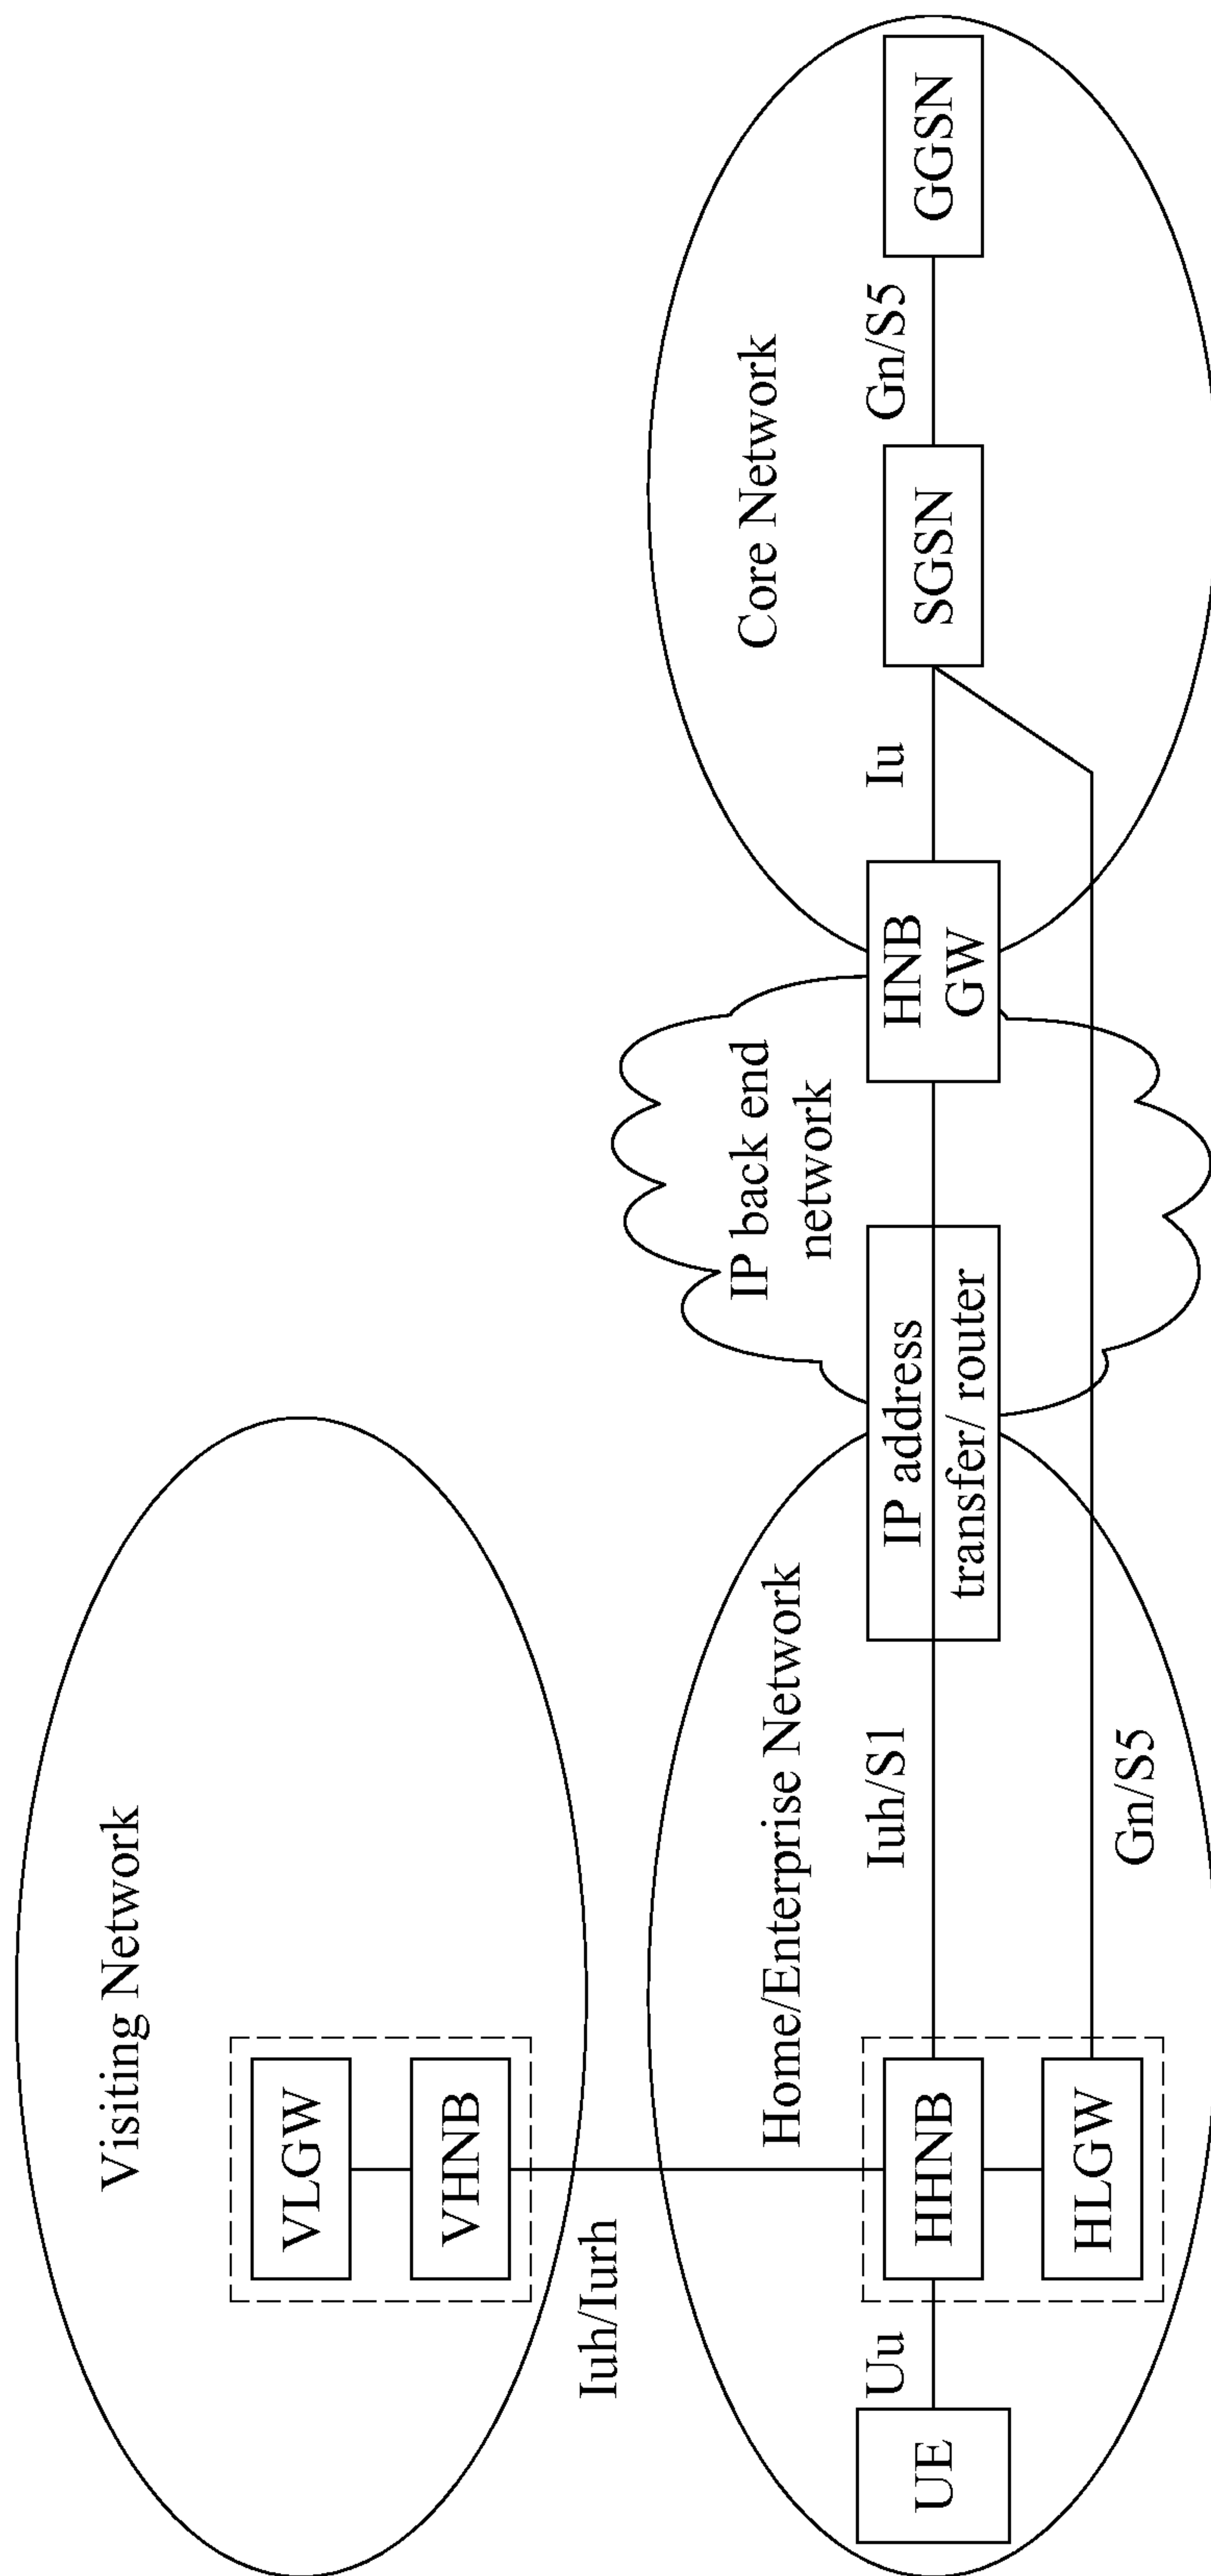 Visiting Network
VLGW
VHNB
Iuh/Iurh
Home/Enterprise Network
UE
Uu
HHNB
HLGW
Iuh/S1
Gn/S5
IP address
transfer/ router
IP back end
network
HNB
GW
Core Network
Iu
SGSN
Gn/S5
GGSN